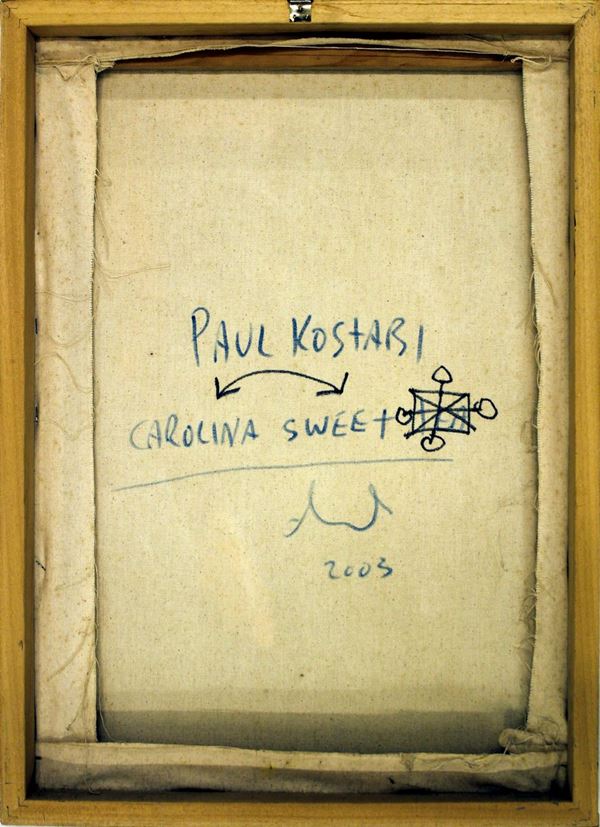 PAUL KOSTABI
CAROLINA SWEET
2003